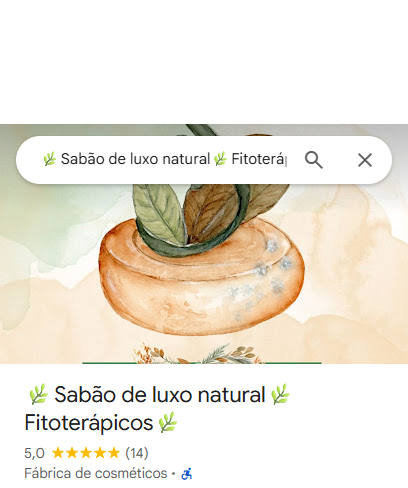 🌿 Sabão de luxo natural 🌿 Fitoterá
🌿 Sabão de luxo natural 🌿
Fitoterápicos 🌿
5,0 ★★★★★ (14)
Fábrica de cosméticos · ♿